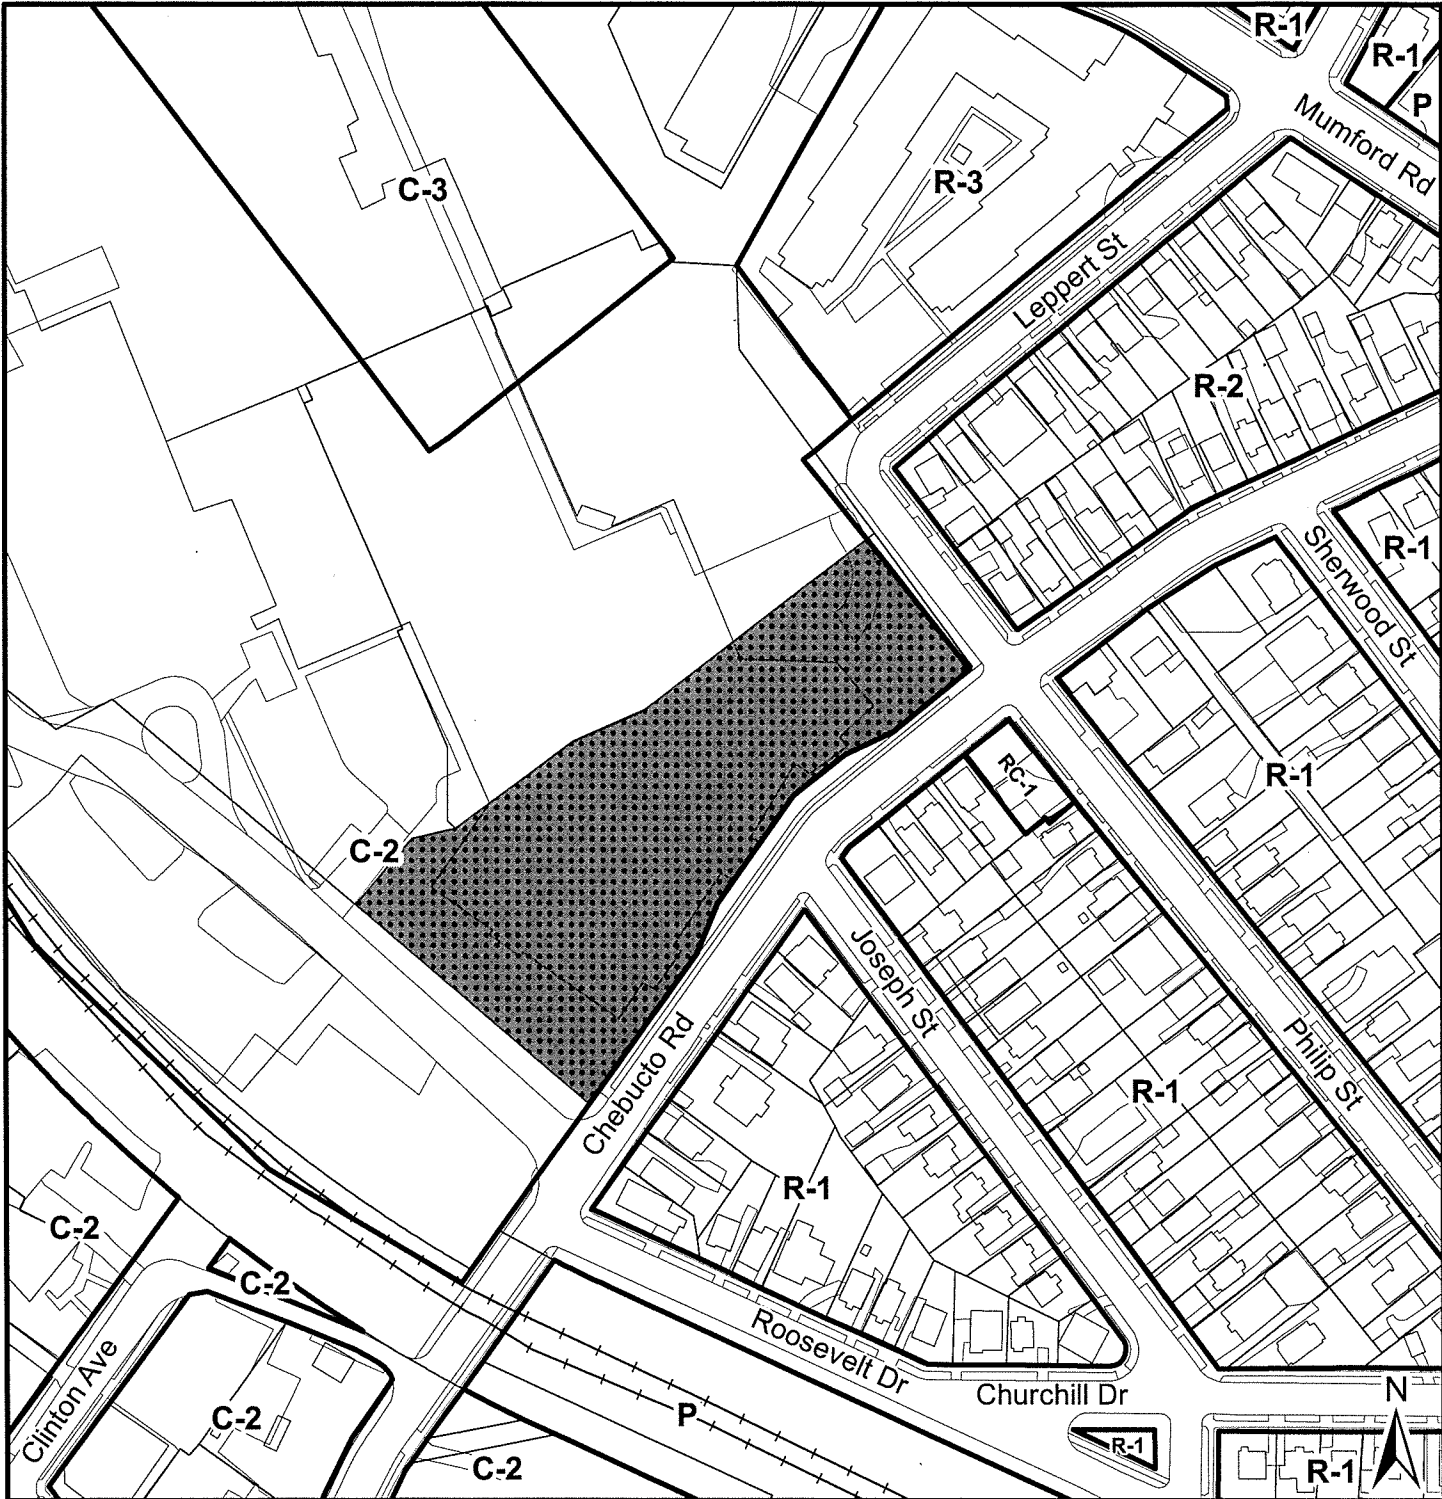 R-1
R-1
P
Mumford Rd
C-3
R-3
Leppert St
R-2
Sherwood St
R-1
RC-1
R-1
C-2
Joseph St
Chebucto Rd
Philip St
R-1
R-1
C-2
C-2
Roosevelt Dr
Churchill Dr
N
Clinton Ave
C-2
P
R-1
C-2
R-1